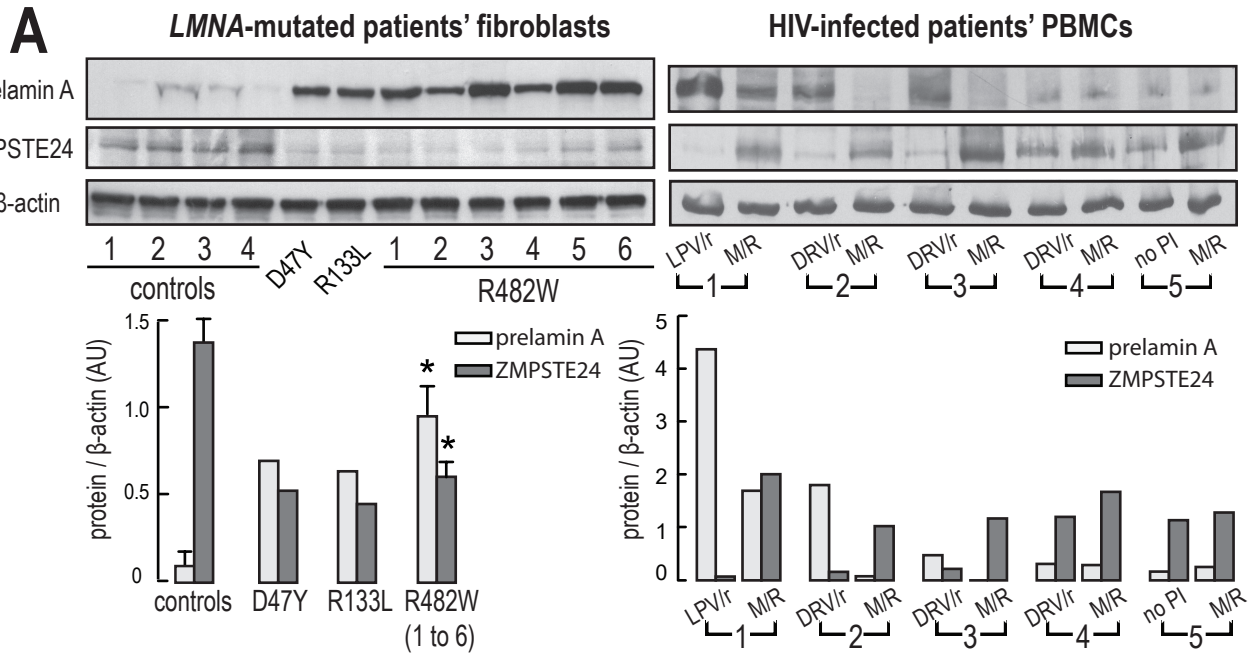 A
LMNA-mutated patients' fibroblasts
HIV-infected patients' PBMCs
elamin A
PSTE24
β-actin
1 2 3 4 D47Y R133L 1 2 3 4 5 6
controls R482W
LPV/r M/R DRV/r M/R DRV/r M/R DRV/r M/R no PI M/R
1 2 3 4 5
protein / β-actin (AU)
1.5
1.0
0.5
0
prelamin A
ZMPSTE24
* *
controls D47Y R133L R482W
(1 to 6)
protein / β-actin (AU)
5
4
3
2
1
0
prelamin A
ZMPSTE24
LPV/r M/R DRV/r M/R DRV/r M/R DRV/r M/R no PI M/R
1 2 3 4 5